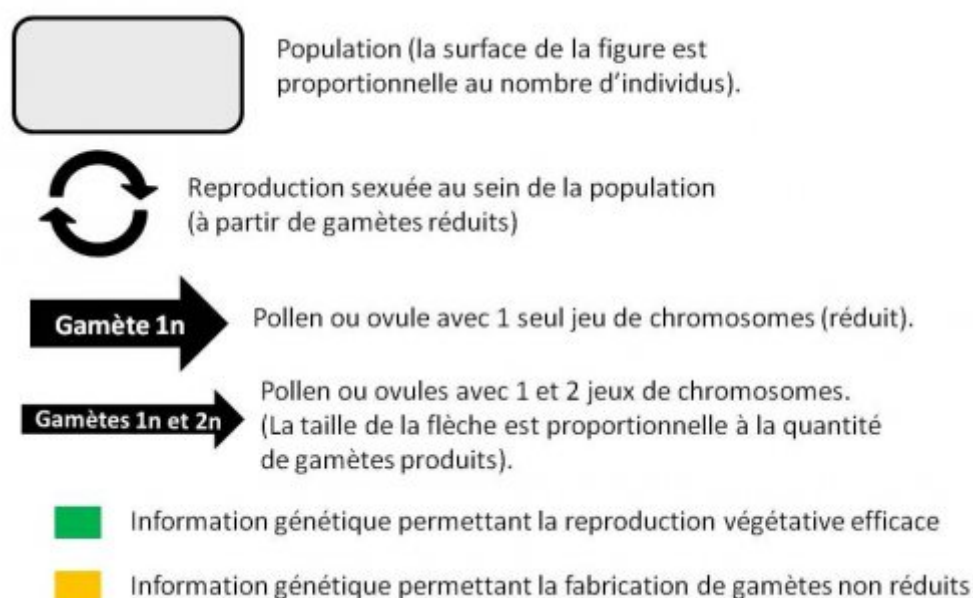 Population (la surface de la figure est
proportionnelle au nombre d'individus).
Reproduction sexuée au sein de la population
(à partir de gamètes réduits)
Gamète 1n
Pollen ou ovule avec 1 seul jeu de chromosomes (réduit).
Gamètes 1n et 2n
Pollen ou ovules avec 1 et 2 jeux de chromosomes.
(La taille de la flèche est proportionnelle à la quantité
de gamètes produits).
Information génétique permettant la reproduction végétative efficace
Information génétique permettant la fabrication de gamètes non réduits